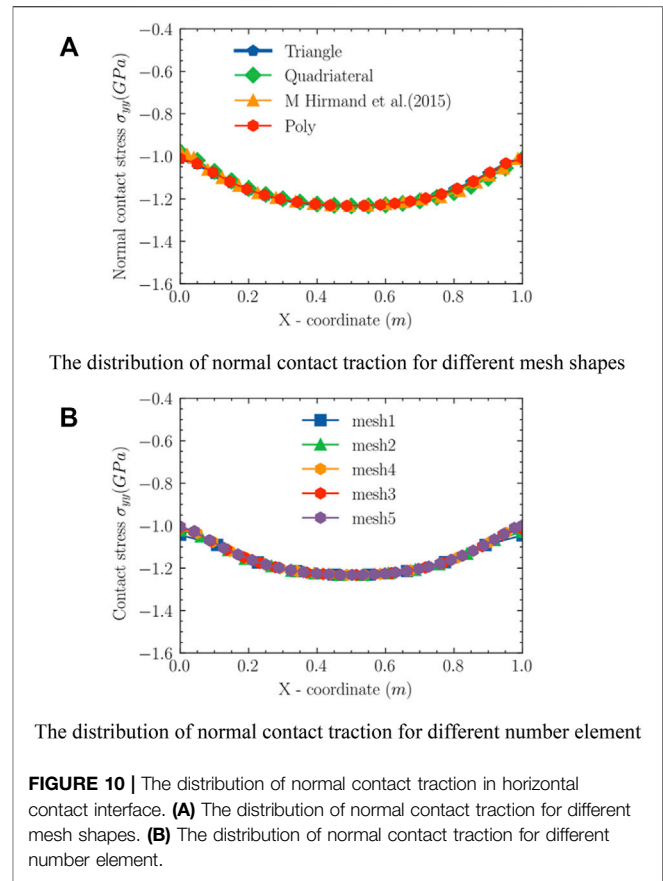 A
−0.4
−0.6
−0.8
−1.0
−1.2
−1.4
−1.6
Normal contact stress σyy(GPa)
Triangle
Quadriateral
M Hirmand et al.(2015)
Poly
0.0 0.2 0.4 0.6 0.8 1.0
X - coordinate (m)
The distribution of normal contact traction for different mesh shapes
B
−0.4
−0.6
−0.8
−1.0
−1.2
−1.4
−1.6
Contact stress σyy(GPa)
mesh1
mesh2
mesh4
mesh3
mesh5
0.0 0.2 0.4 0.6 0.8 1.0
X - coordinate (m)
The distribution of normal contact traction for different number element
FIGURE 10 | The distribution of normal contact traction in horizontal
contact interface. (A) The distribution of normal contact traction for different
mesh shapes. (B) The distribution of normal contact traction for different
number element.